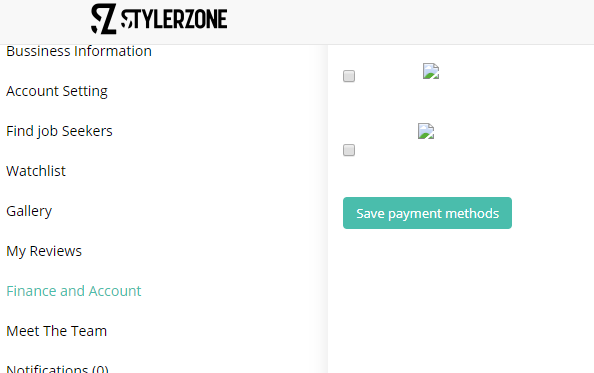 SZ STYLERZONE
Bussiness Information
Account Setting
Find job Seekers
Watchlist
Gallery
My Reviews
Finance and Account
Meet The Team
Notifications (0)
Save payment methods